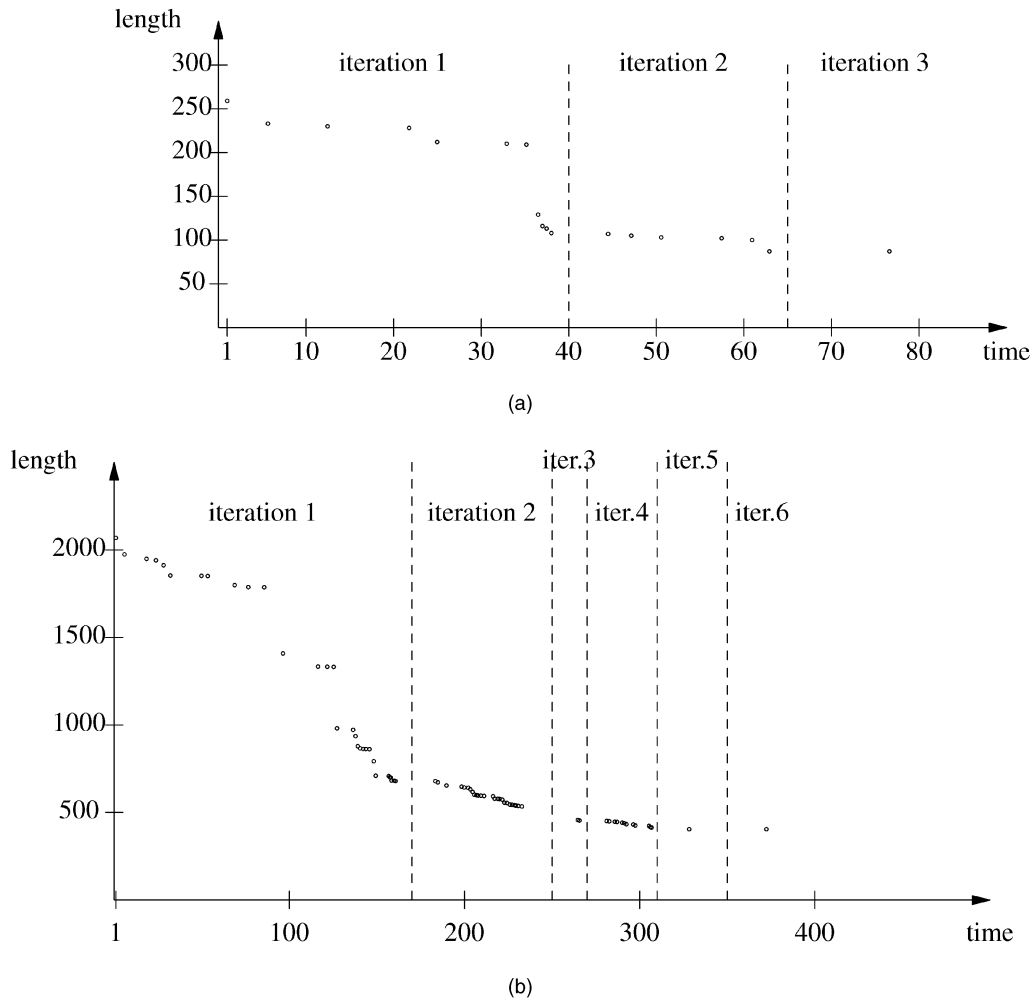 length
300
250
200
150
100
50
iteration 1 iteration 2 iteration 3
1 10 20 30 40 50 60 70 80 time
(a)
length
iter.3 iter.5
iteration 1 iteration 2 iter.4 iter.6
2000
1500
1000
500
1 100 200 300 400 time
(b)